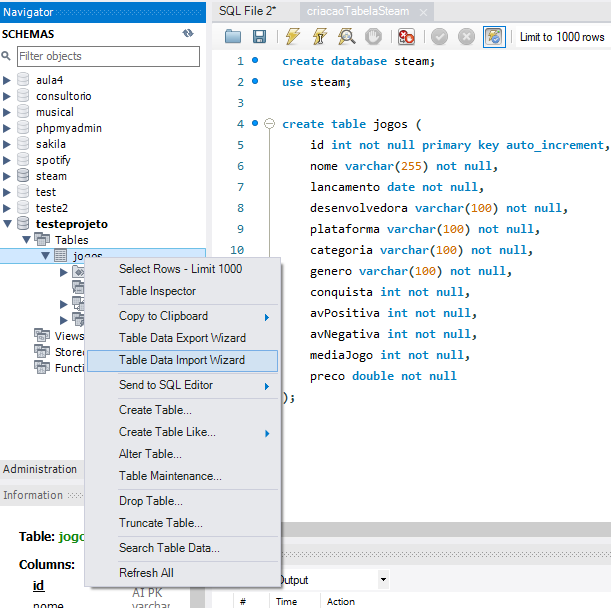 Navigator
SCHEMAS
Filter objects
aula4
consultorio
musical
phpmyadmin
sakila
spotify
steam
test
teste2
testeprojeto
Tables
jogos
Views
Select Rows - Limit 1000
Table Inspector
Copy to Clipboard
Table Data Export Wizard
Table Data Import Wizard
Send to SQL Editor
Create Table...
Create Table Like...
Alter Table...
Table Maintenance...
Drop Table...
Truncate Table...
Search Table Data...
Refresh All
Administration
Information
Table: jogo
Columns:
id
AI PK
nome
varchar
SQL File 2*
criacaoTabelaSteam
Limit to 1000 rows
1 create database steam;
2 use steam;
3
4 create table jogos (
5 id int not null primary key auto_increment,
6 nome varchar(255) not null,
7 lancamento date not null,
8 desenvolvedora varchar(100) not null,
9 plataforma varchar(100) not null,
10 categoria varchar(100) not null,
genero varchar(100) not null,
conquista int not null,
avPositiva int not null,
avNegativa int not null,
mediaJogo int not null,
preco double not null
);
Output
# Time Action